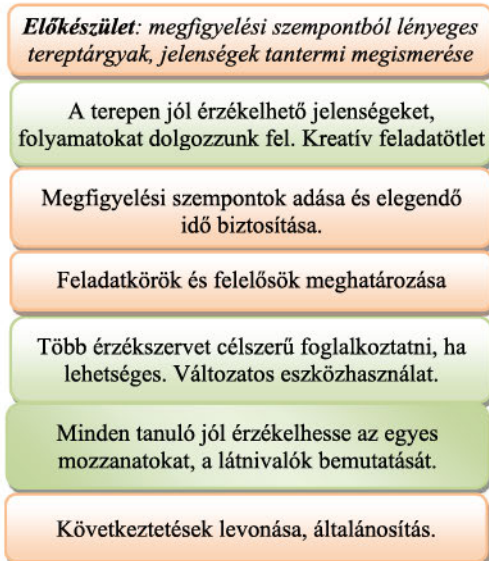 Előkészület: megfigyelési szempontból lényeges
tereptárgyak, jelenségek tantermi megismerése
A terepen jól érzékelhető jelenségeket,
folyamatokat dolgozzunk fel. Kreatív feladatötlet
Megfigyelési szempontok adása és elegendő
idő biztosítása.
Feladatkörök és felelősök meghatározása
Több érzékszervet célszerű foglalkoztatni, ha
lehetséges. Változatos eszközhasználat.
Minden tanuló jól érzékelhesse az egyes
mozzanatokat, a látnivalók bemutatását.
Következtetések levonása, általánosítás.